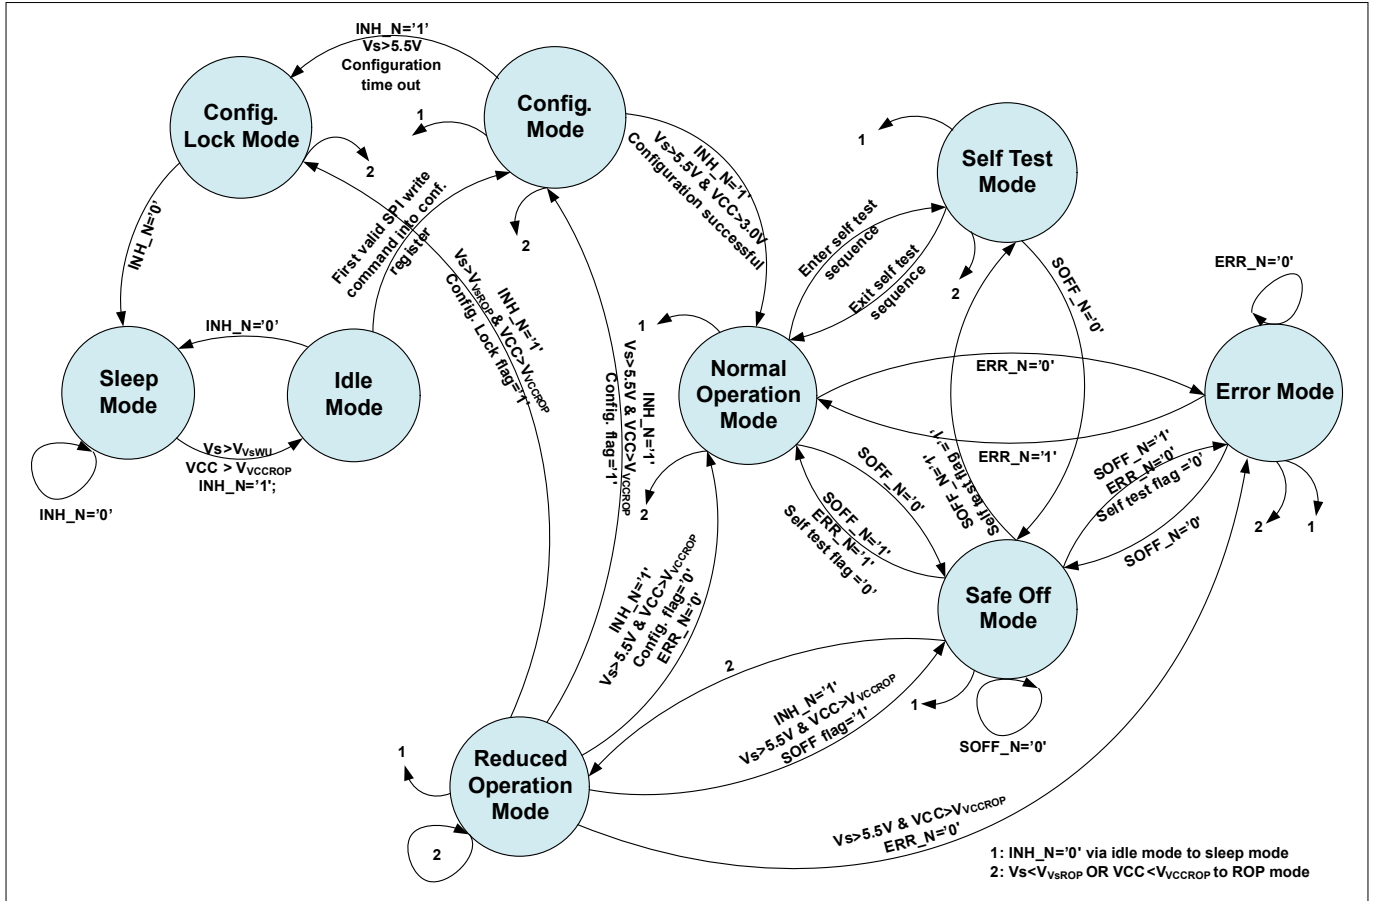 INH_N='1'
Vs>5.5V
Configuration
time out
Config.
Lock Mode
Config.
Mode
1
2
2
INH_N='1'
Vs>5.5V & VCC>3.0V
Configuration successful
1
Self Test
Mode
2
INH_N='0'
First valid SPI write
command into conf.
register
Enter self test
sequence
Exit self test
sequence
SOFF_N='0'
ERR_N='0'
INH_N='1'
Vs>VVsROP & VCC>VVCCROP
Config. Lock flag='1'
INH_N='0'
Sleep
Mode
Idle
Mode
Vs>VVsWU
VCC > VVCCROP
INH_N='1';
INH_N='0'
INH_N='1'
Vs>5.5V & VCC>VVCCROP
Config. flag='1'
1
Normal
Operation
Mode
2
ERR_N='0'
ERR_N='1'
Error Mode
2
1
SOFF_N='1'
Self test flag ='1'
SOFF_N='1'
ERR_N='0'
Self test flag ='0'
SOFF_N='0'
SOFF_N='0'
SOFF_N='1'
ERR_N='1'
Self test flag ='0'
INH_N='1'
Vs>5.5V & VCC>VVCCROP
Config. flag='0'
ERR_N='0'
Safe Off
Mode
1
SOFF_N='0'
2
INH_N='1'
Vs>5.5V & VCC>VVCCROP
SOFF flag='1'
1
Reduced
Operation
Mode
2
Vs>5.5V & VCC>VVCCROP
ERR_N='0'
1: INH_N='0' via idle mode to sleep mode
2: Vs<VVsROP OR VCC<VVCCROP to ROP mode